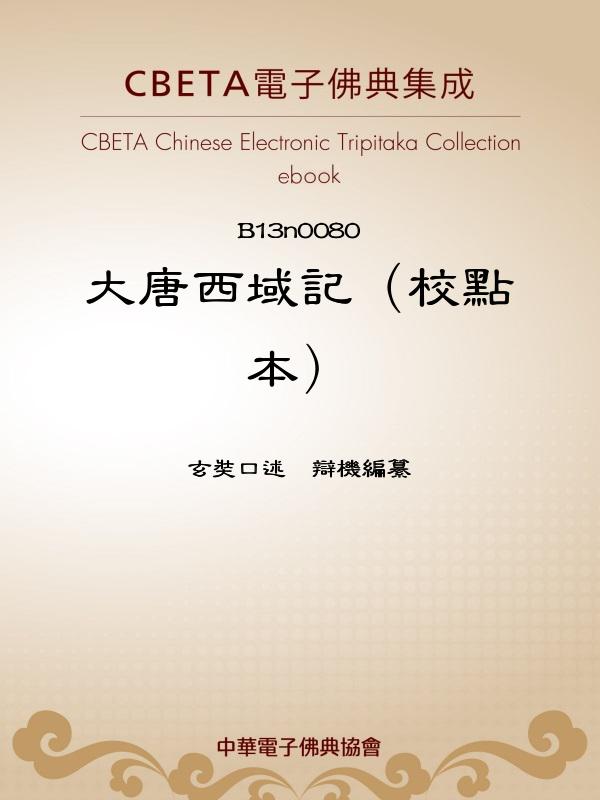 CBETA電子佛典集成
CBETA Chinese Electronic Tripitaka Collection
ebook
B13n0080
大唐西域記（校點
本）
玄奘口述　辯機編纂
中華電子佛典協會